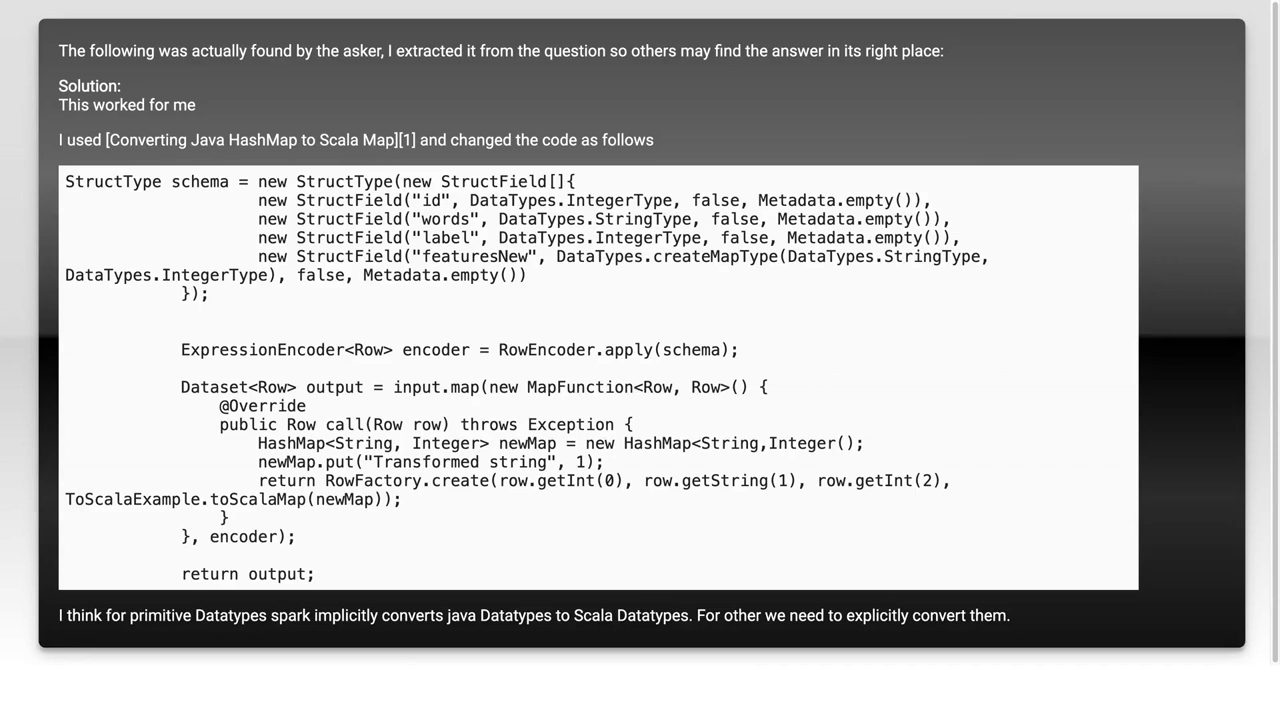 The following was actually found by the asker, I extracted it from the question so others may find the answer in its right place:
Solution:
This worked for me
I used [Converting Java HashMap to Scala Map][1] and changed the code as follows
StructType schema = new StructType(new StructField[]{
                    new StructField("id", DataTypes.IntegerType, false, Metadata.empty()),
                    new StructField("words", DataTypes.StringType, false, Metadata.empty()),
                    new StructField("label", DataTypes.IntegerType, false, Metadata.empty()),
                    new StructField("featuresNew", DataTypes.createMapType(DataTypes.StringType,
DataTypes.IntegerType), false, Metadata.empty())
            });
            ExpressionEncoder<Row> encoder = RowEncoder.apply(schema);
            Dataset<Row> output = input.map(new MapFunction<Row, Row>() {
                @Override
                public Row call(Row row) throws Exception {
                    HashMap<String, Integer> newMap = new HashMap<String,Integer();
                    newMap.put("Transformed string", 1);
                    return RowFactory.create(row.getInt(0), row.getString(1), row.getInt(2),
ToScalaExample.toScalaMap(newMap));
                }
            }, encoder);
            return output;
I think for primitive Datatypes spark implicitly converts java Datatypes to Scala Datatypes. For other we need to explicitly convert them.